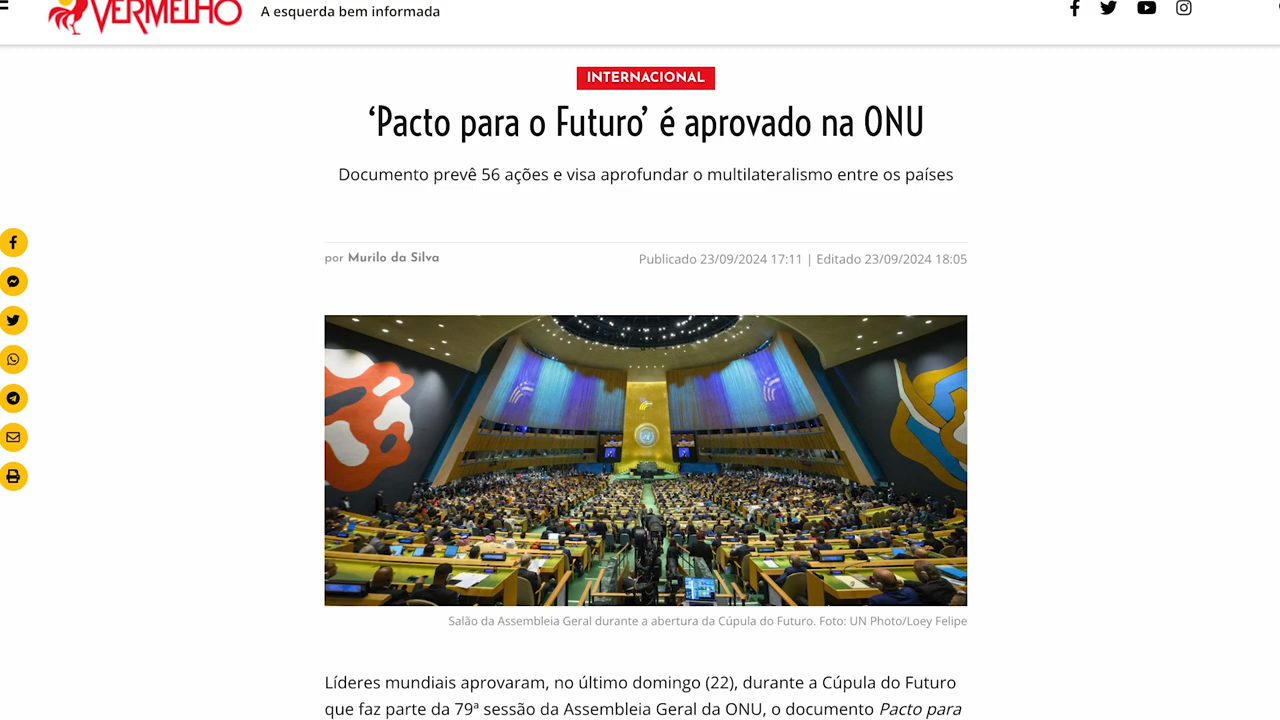 VERMELHO
A esquerda bem informada
INTERNACIONAL
‘Pacto para o Futuro’ é aprovado na ONU
Documento prevê 56 ações e visa aprofundar o multilateralismo entre os países
por Murilo da Silva
Publicado 23/09/2024 17:11 | Editado 23/09/2024 18:05
Salão da Assembleia Geral durante a abertura da Cúpula do Futuro. Foto: UN Photo/Loey Felipe
Líderes mundiais aprovaram, no último domingo (22), durante a Cúpula do Futuro
que faz parte da 79ª sessão da Assembleia Geral da ONU, o documento Pacto para